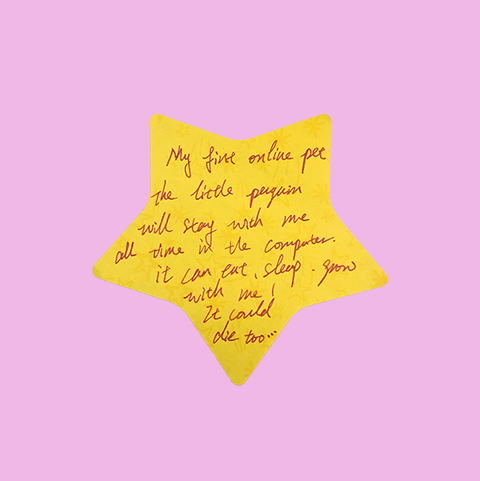 My first online pet
the little penguin
will stay with me
all time in the computer.
it can eat, sleep. grow
with me!
It could
die too...